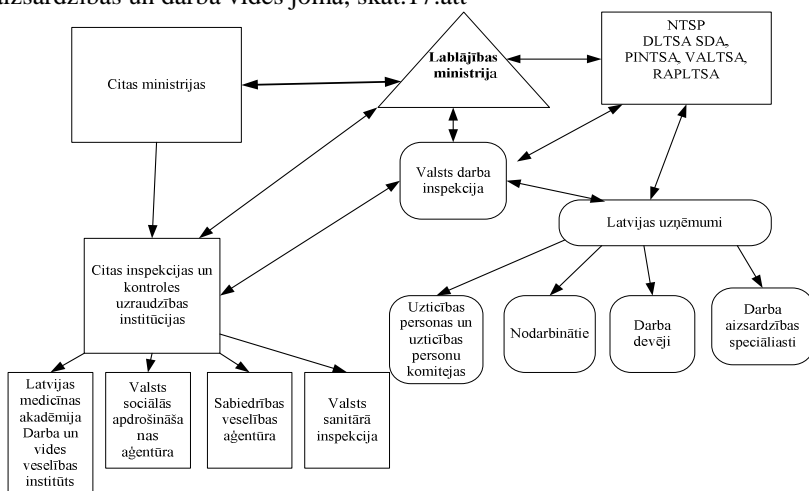 aizsardzības un darba vides jomā, skat.17.att
NTSP
DLTSA SDA,
PINTSA, VALTSA,
RAPLTSA
Lablājības
ministrija
Citas ministrijas
Valsts darba
inspekcija
Latvijas uzņēmumi
Citas inspekcijas un
kontroles
uzraudzības
institūcijas
Uzticības
personas un
uzticības
personu
komitejas
Nodarbinātie
Darba
devēji
Darba
aizsardzības
speciālisti
Latvijas
medicīnas
akadēmija
Darba un
vides
veselības
institūts
Valsts
sociālās
apdrošināša
nas
aģentūra
Sabiedrības
veselības
aģentūra
Valsts
sanitārā
inspekcija